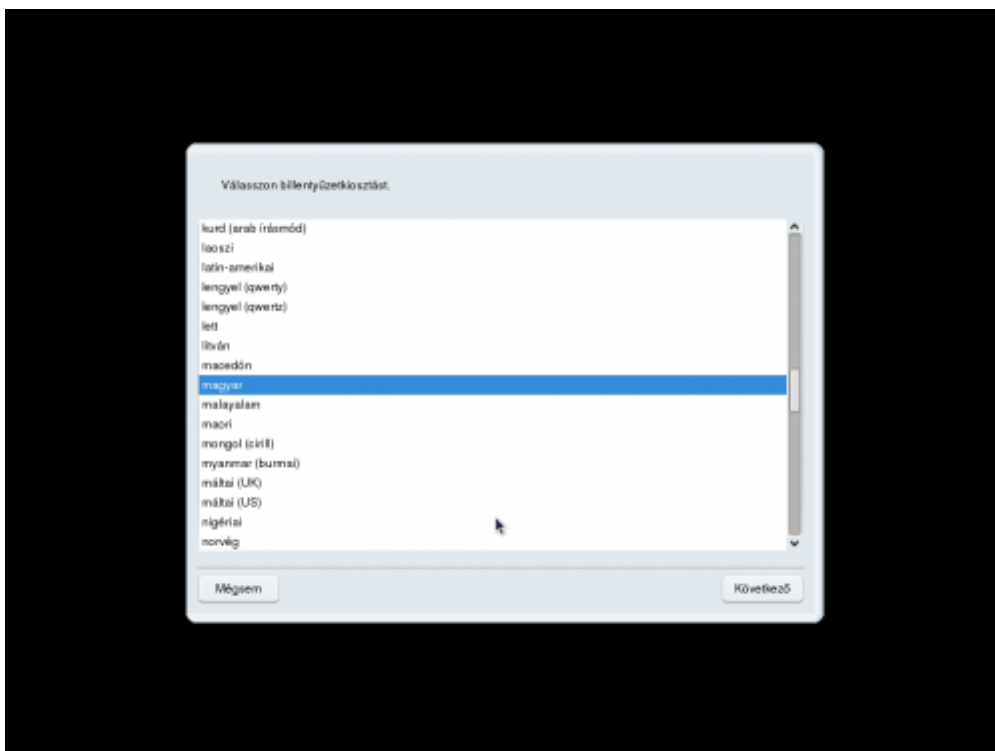 Válasszon billentyűzetkiosztást.
kurd (arab írásmód)
laoszi
latin-amerikai
lengyel (qwerty)
lengyel (qwertz)
lett
litván
macedón
magyar
malayalam
maori
mongol (cirill)
myanmar (burmai)
máltai (UK)
máltai (US)
nigériai
norvég
Mégsem
Következő